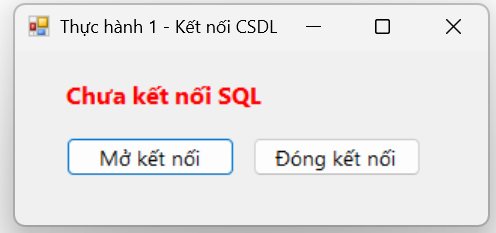 Thực hành 1 - Kết nối CSDL
Chưa kết nối SQL
Mở kết nối
Đóng kết nối